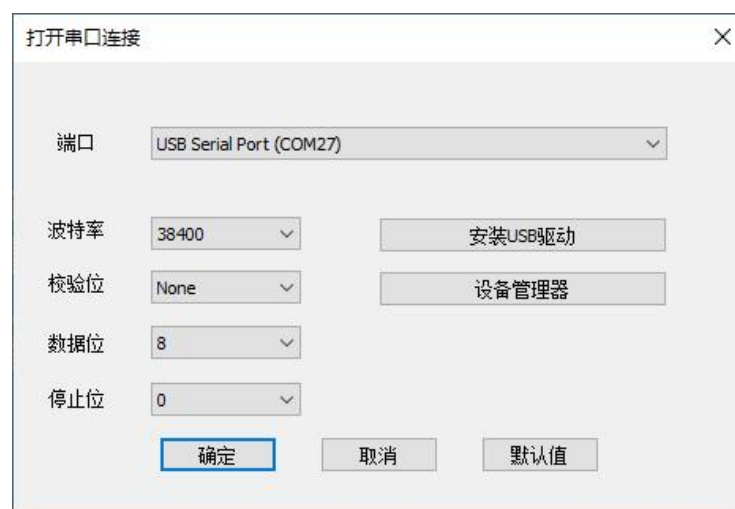 打开串口连接
端口 USB Serial Port (COM27)
波特率 38400 安装USB驱动
校验位 None 设备管理器
数据位 8
停止位 0
确定 取消 默认值